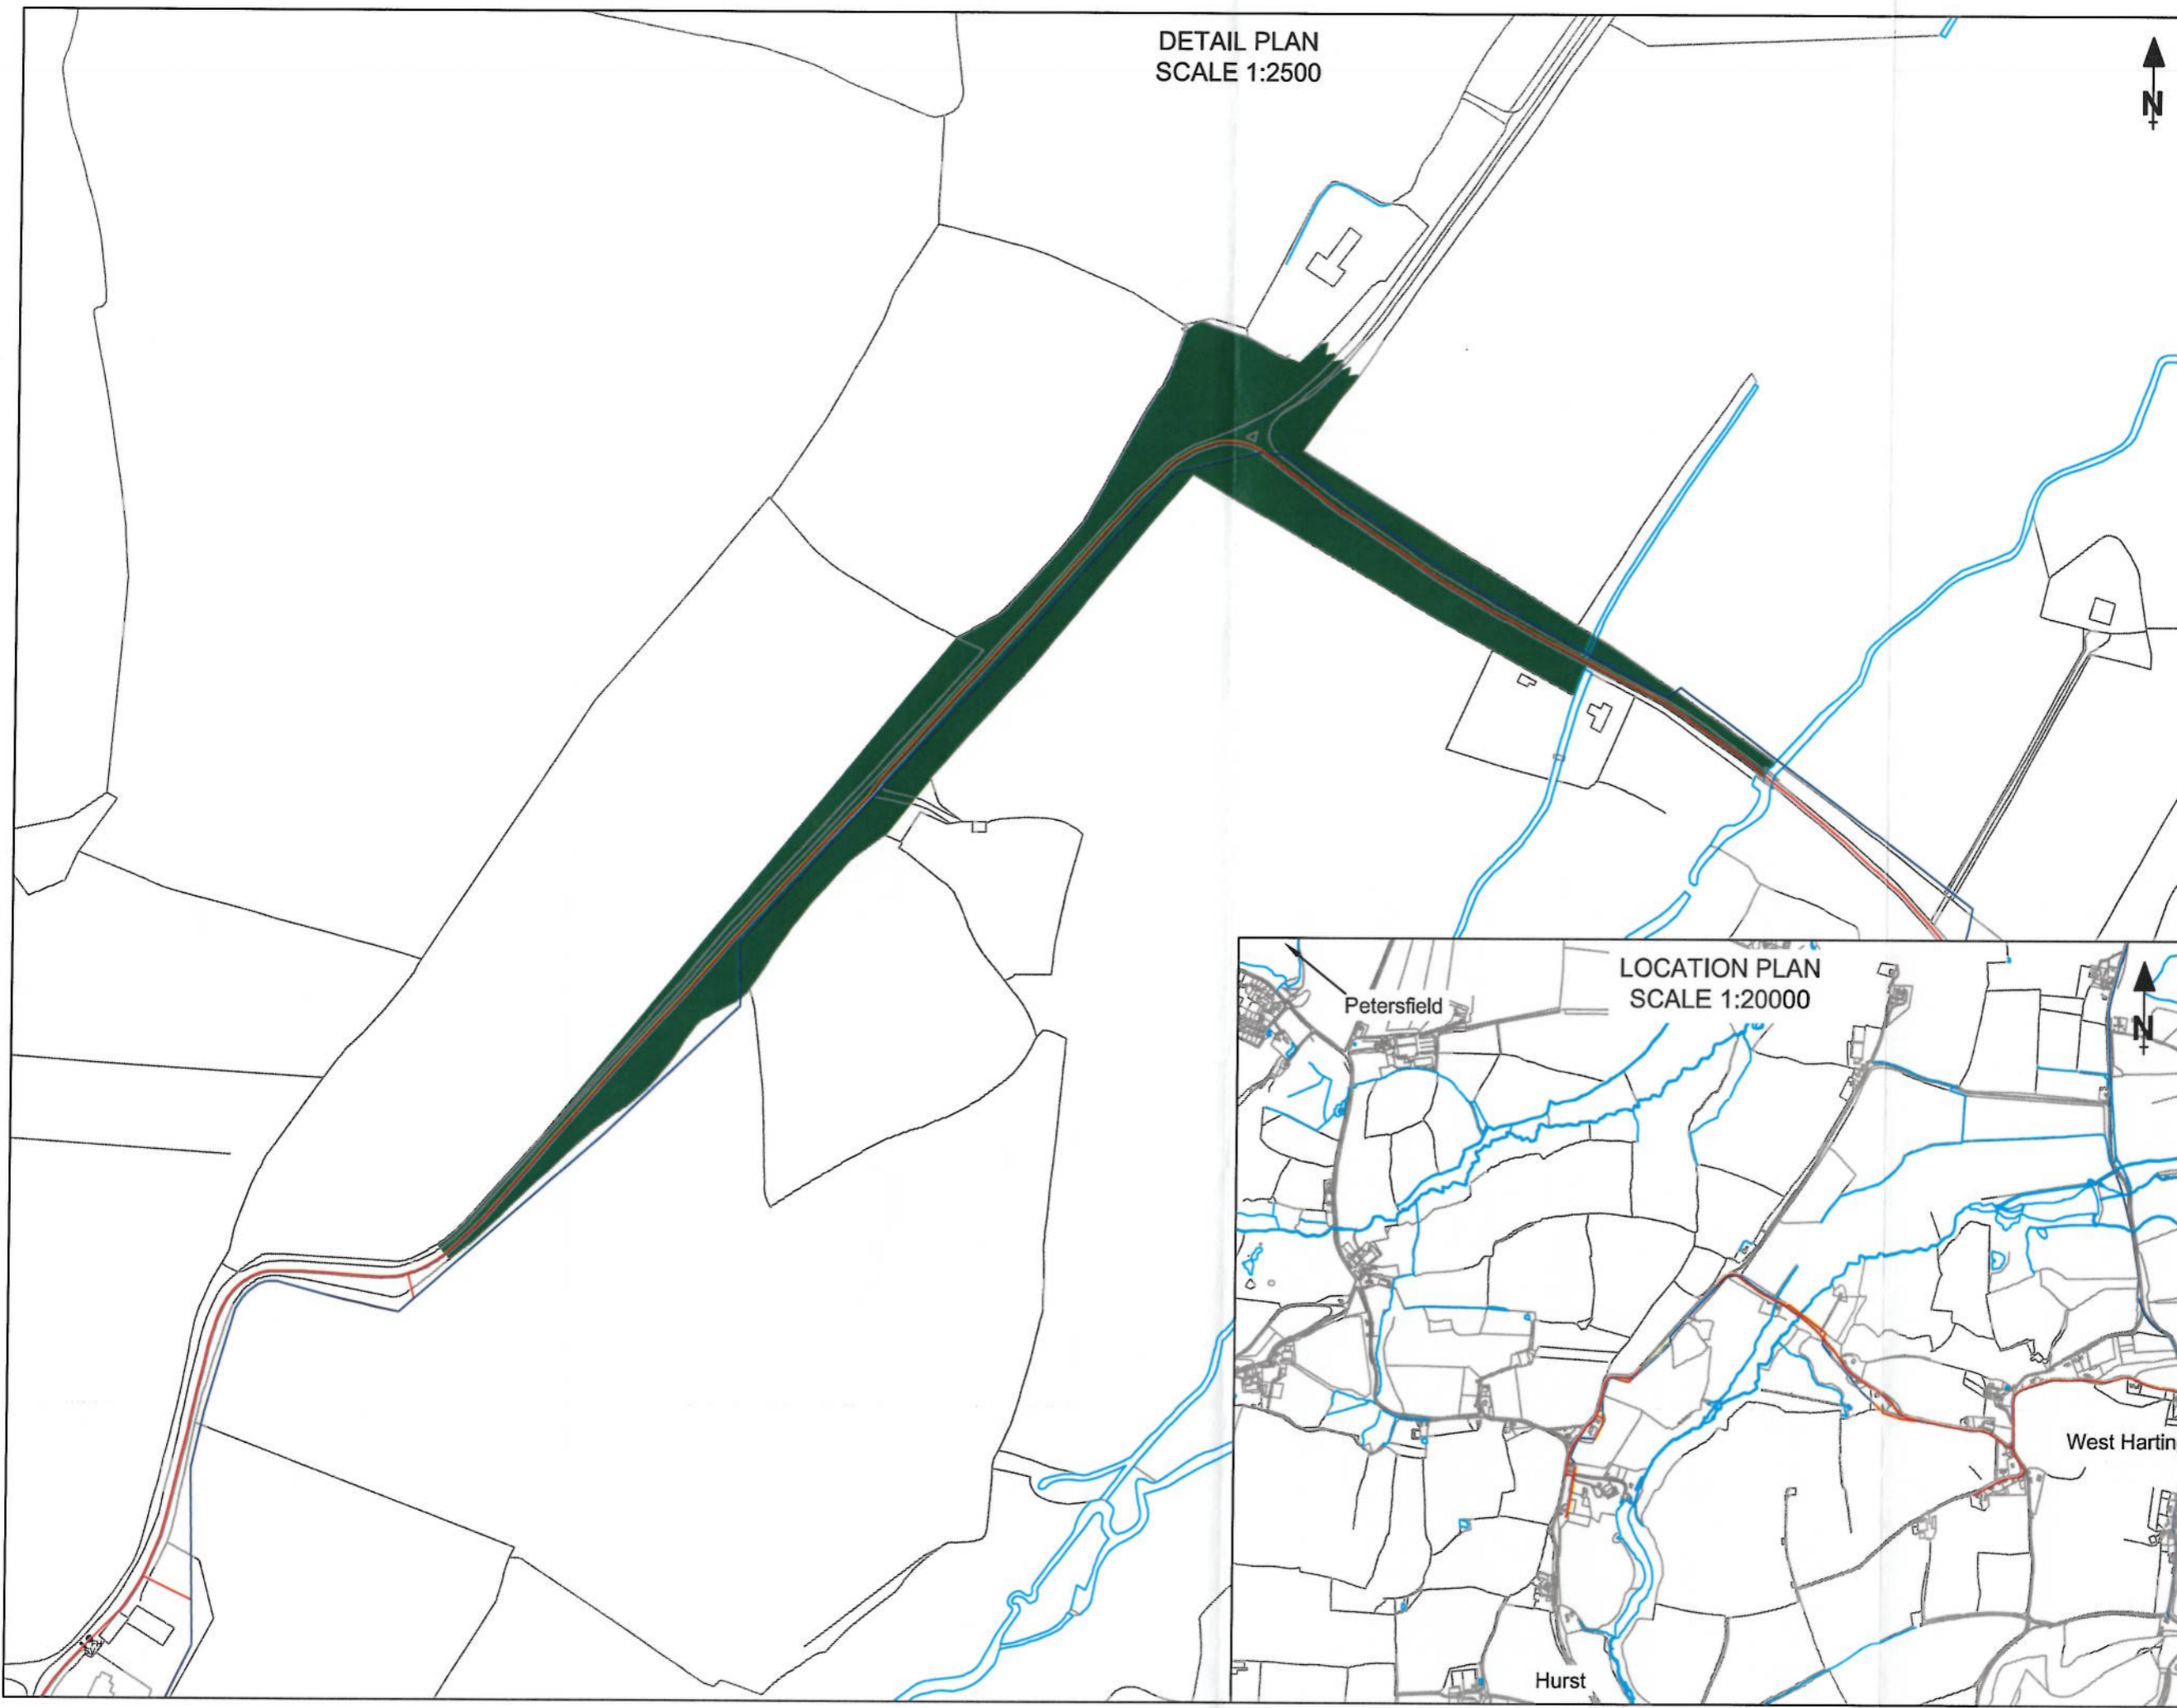 DETAIL PLAN
SCALE 1:2500
N
LOCATION PLAN
SCALE 1:20000
N
Petersfield
West Hartin
Hurst